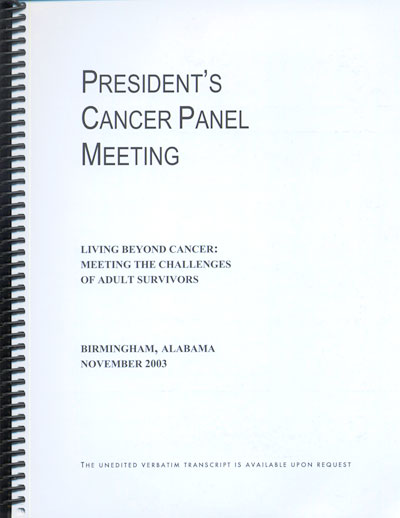 PRESIDENT'S
CANCER PANEL
MEETING
LIVING BEYOND CANCER:
MEETING THE CHALLENGES
OF ADULT SURVIVORS
BIRMINGHAM, ALABAMA
NOVEMBER 2003
THE UNEDITED VERBATIM TRANSCRIPT IS AVAILABLE UPON REQUEST